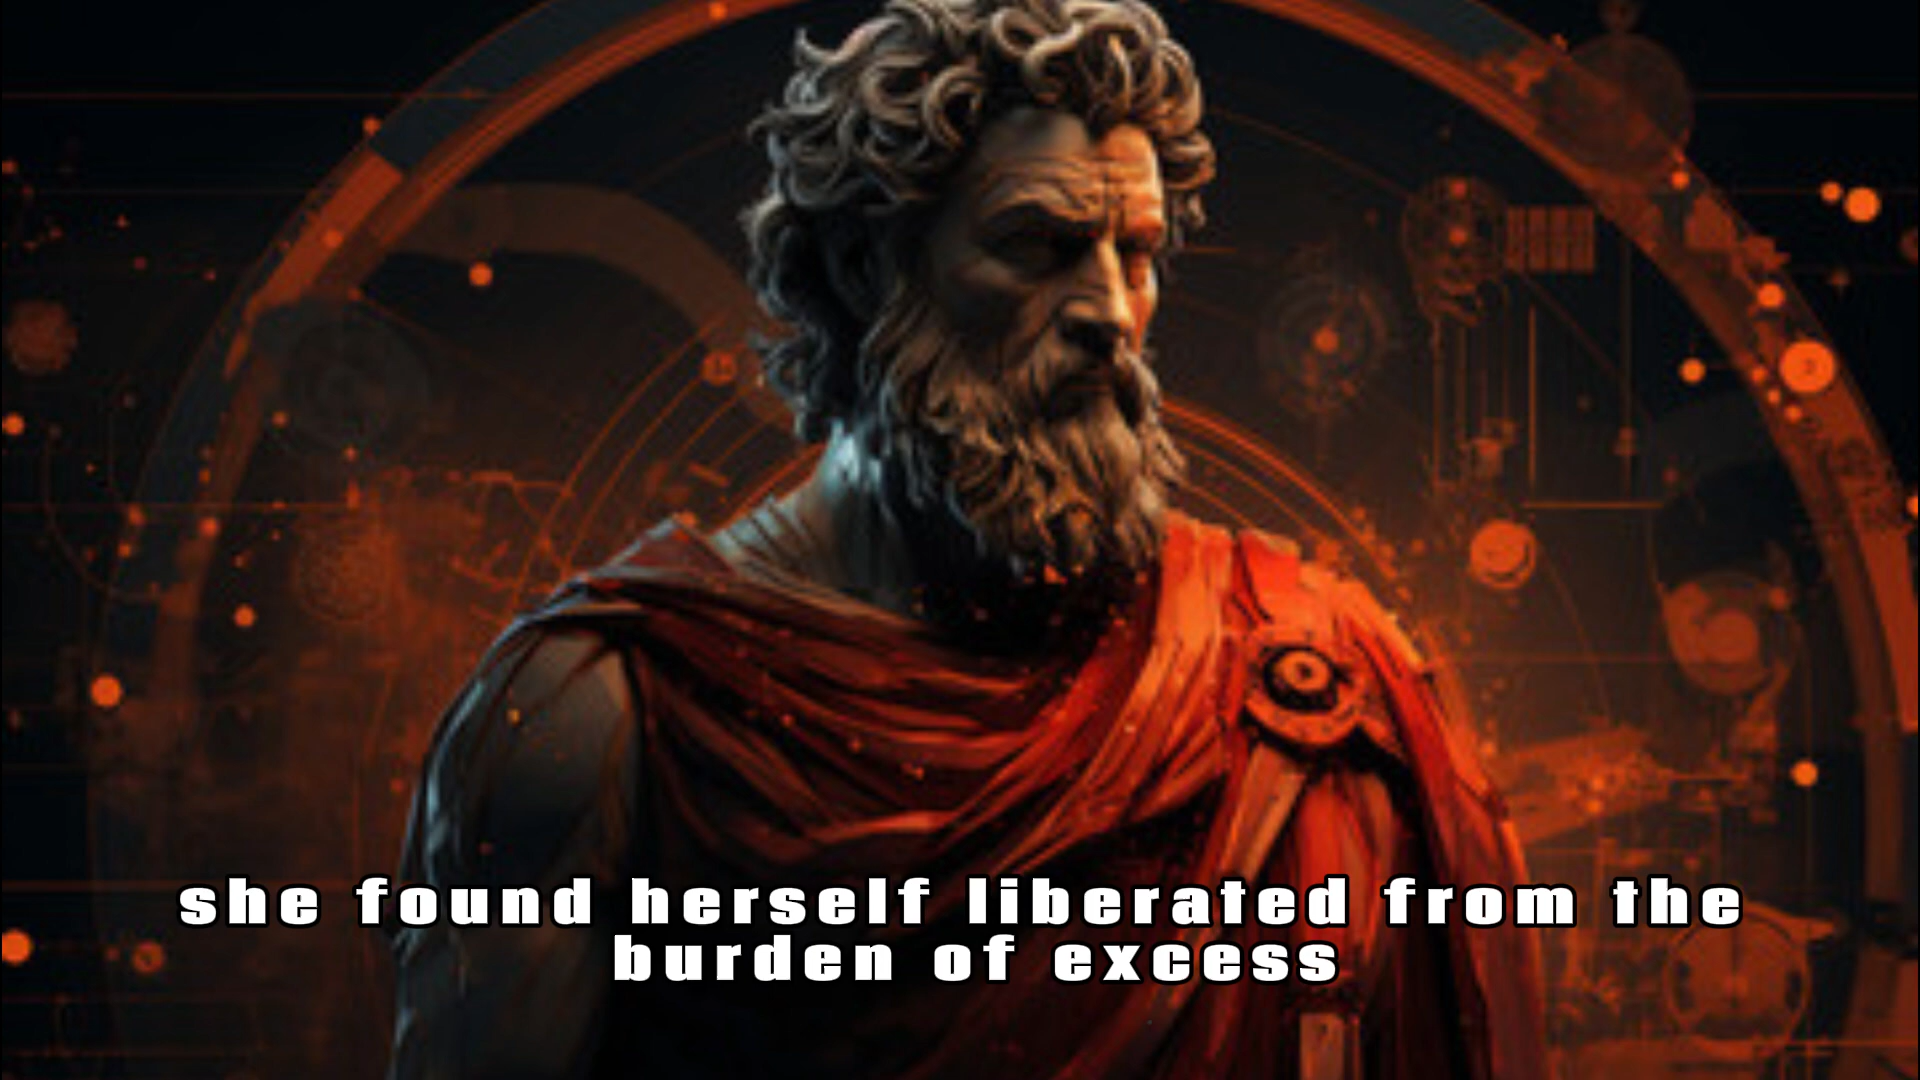 she found herself liberated from the
burden of excess